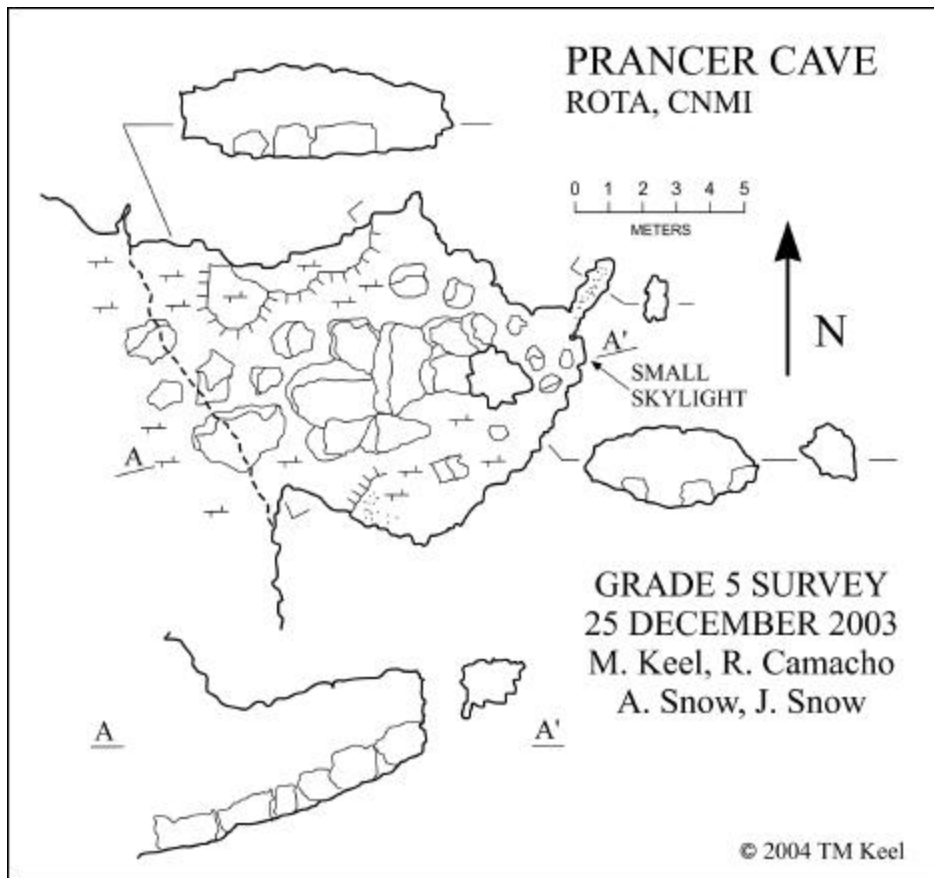 PRANCER CAVE
ROTA, CNMI
0 1 2 3 4 5
METERS
N
A'
SMALL
SKYLIGHT
A
GRADE 5 SURVEY
25 DECEMBER 2003
M. Keel, R. Camacho
A. Snow, J. Snow
A A'
© 2004 TM Keel